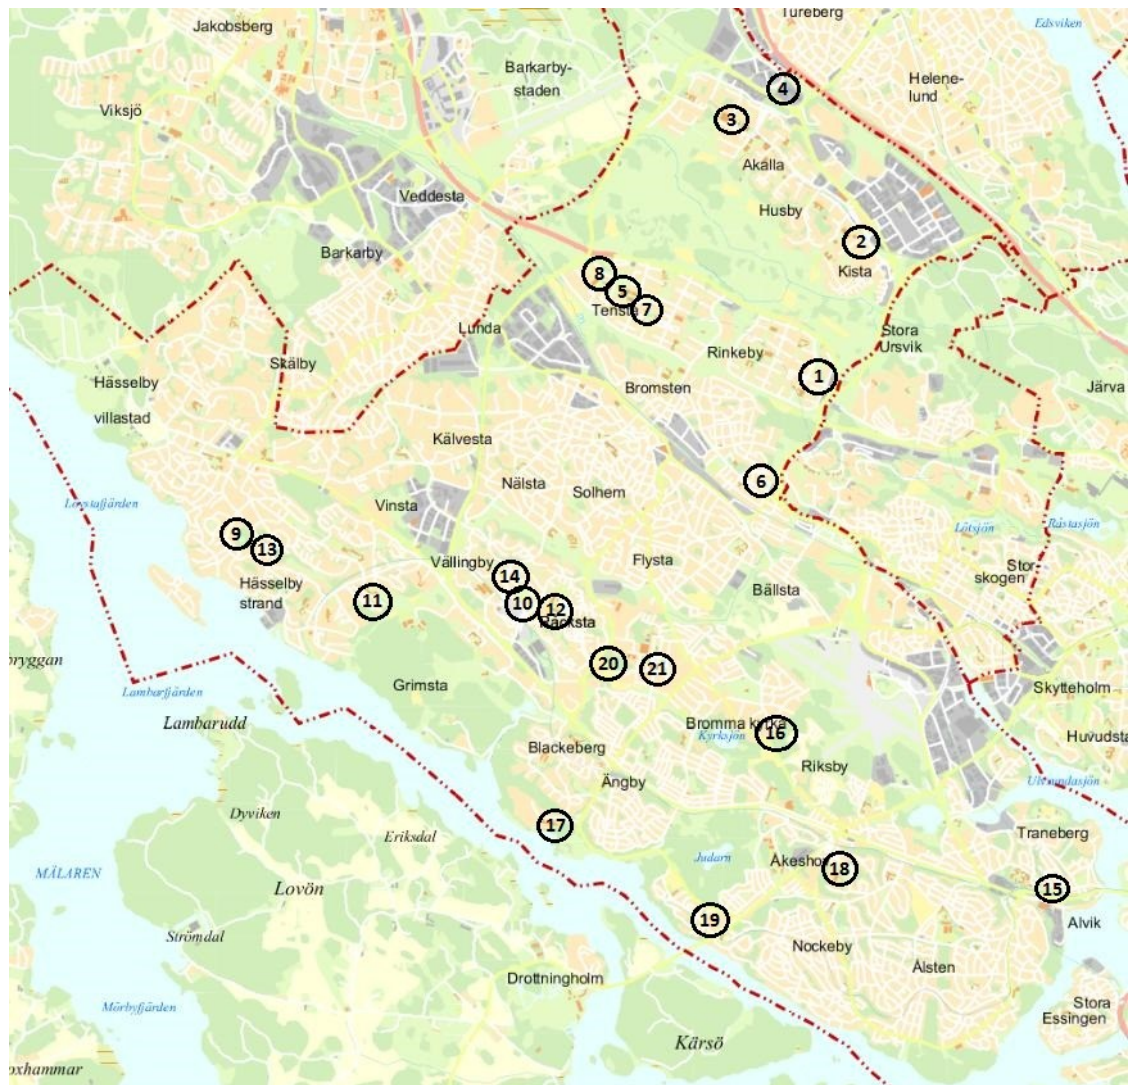 Tureberg
Edsviken
Jakobsberg
Barkarby-
staden
Helene-
lund
4
Viksjö
3
Akalla
Veddesta
Husby
Barkarby
2
Kista
8
5
7
Tensta
Lunda
Stora
Ursvik
Rinkeby
Skälby
1
Järva
Hässelby
villastad
Bromsten
Kälvesta
Nälsta
Solhem
6
Vinsta
Lötsjön
Råstasjön
9
13
Flysta
Stor-
skogen
Vällingby
14
Hässelby
strand
11
10
12
Bällsta
Råcksta
20
21
Grimsta
Skytteholm
Lambarfjärden
Lambarudd
Bromma kyrka
16
Kyrksjön
Huvudsta
Blackeberg
Riksby
Ängby
Ulvsundasjön
Dyviken
Eriksdal
17
Traneberg
MÄLAREN
Lovön
Judarn
18
15
19
Alvik
Strömdal
Nockeby
Ålsten
Drottningholm
Mörbyfjärden
Stora
Essingen
Kärsö